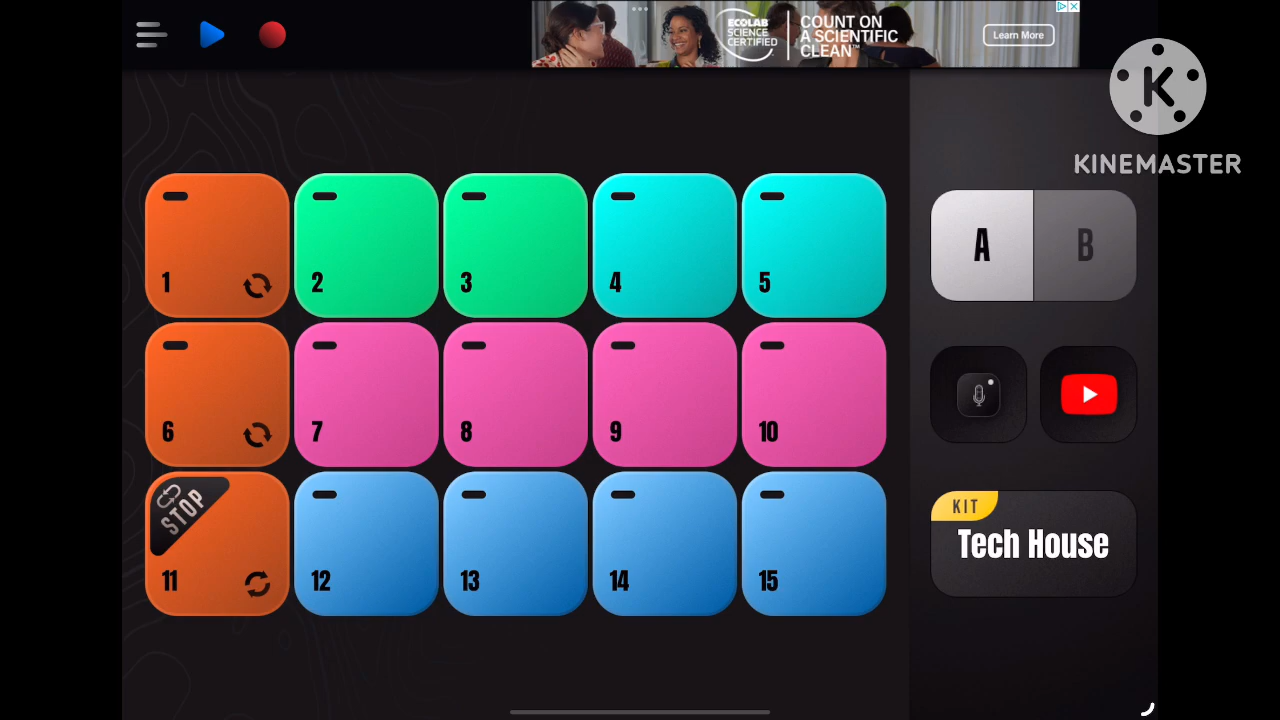 ECOLAB
SCIENCE
CERTIFIED
COUNT ON
A SCIENTIFIC
CLEAN™
Learn More
K
KINEMASTER
1
2
3
4
5
A
B
6
7
8
9
10
STOP
11
12
13
14
15
KIT
Tech House